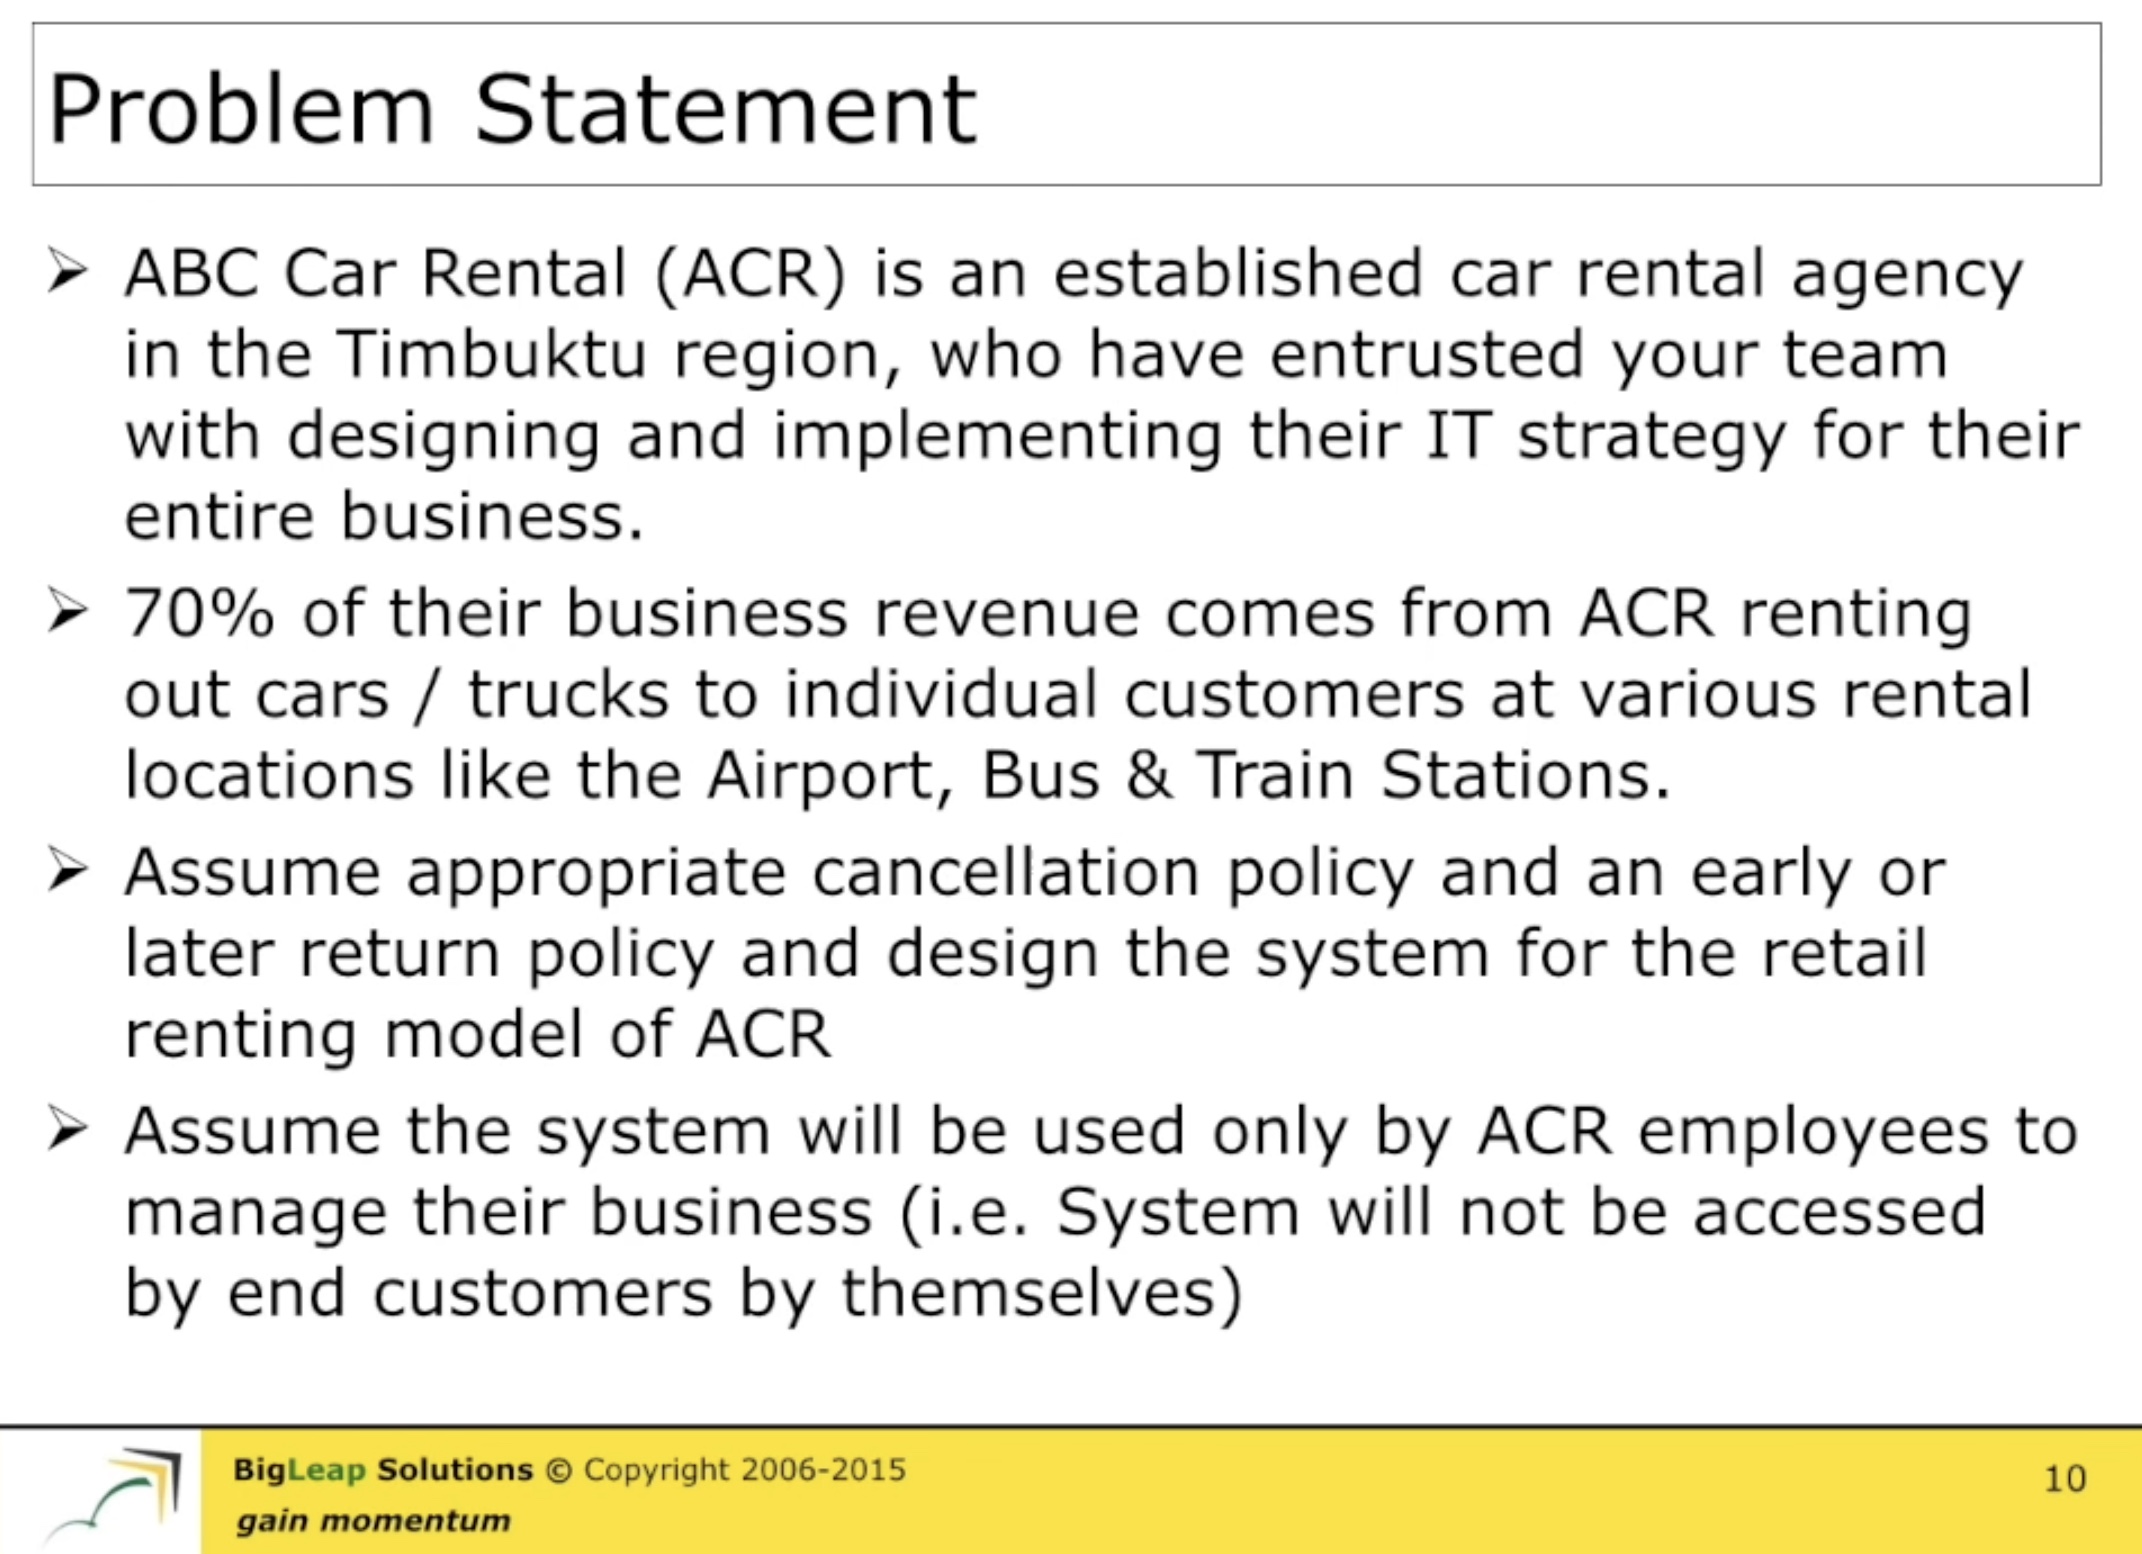 Problem Statement
➢ ABC Car Rental (ACR) is an established car rental agency
in the Timbuktu region, who have entrusted your team
with designing and implementing their IT strategy for their
entire business.
➢ 70% of their business revenue comes from ACR renting
out cars / trucks to individual customers at various rental
locations like the Airport, Bus & Train Stations.
➢ Assume appropriate cancellation policy and an early or
later return policy and design the system for the retail
renting model of ACR
➢ Assume the system will be used only by ACR employees to
manage their business (i.e. System will not be accessed
by end customers by themselves)
BigLeap Solutions © Copyright 2006-2015
gain momentum
10